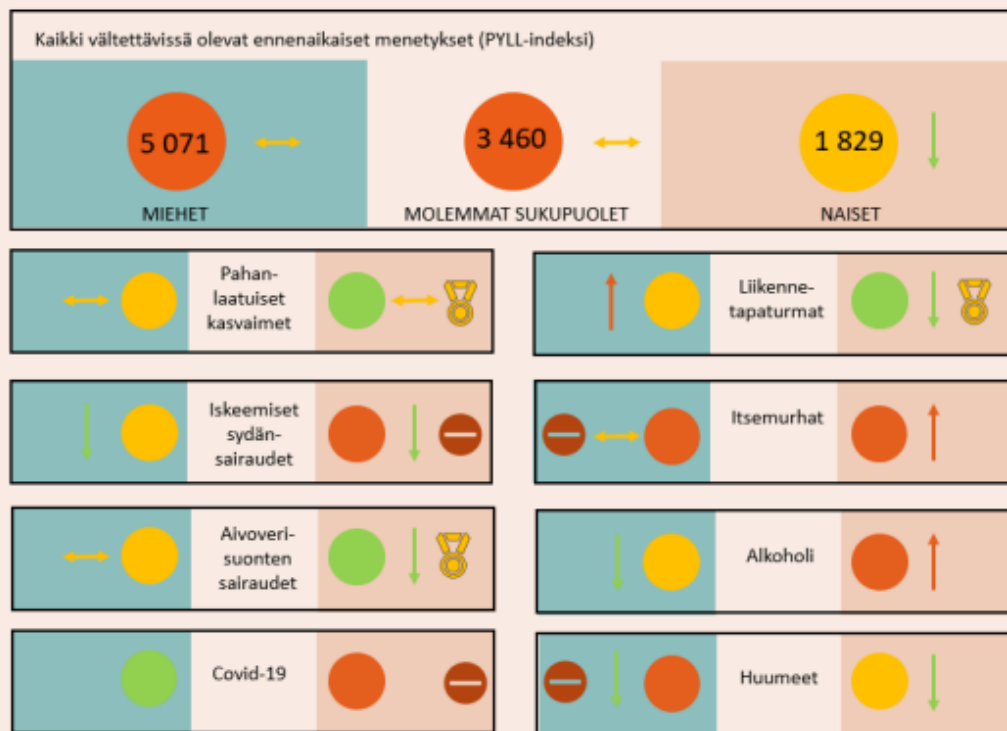 Kaikki vältettävissä olevat ennenaikaiset menetykset (PYLL-indeksi)
5 071
3 460
1 829
MIEHET
MOLEMMAT SUKUPUOLET
NAISET
Pahan-
laatuiset
kasvaimet
Liikenne-
tapaturmat
Iskeemiset
sydän-
sairaudet
Itsemurhat
Aivoveri-
suonten
sairaudet
Alkoholi
Covid-19
Huumeet